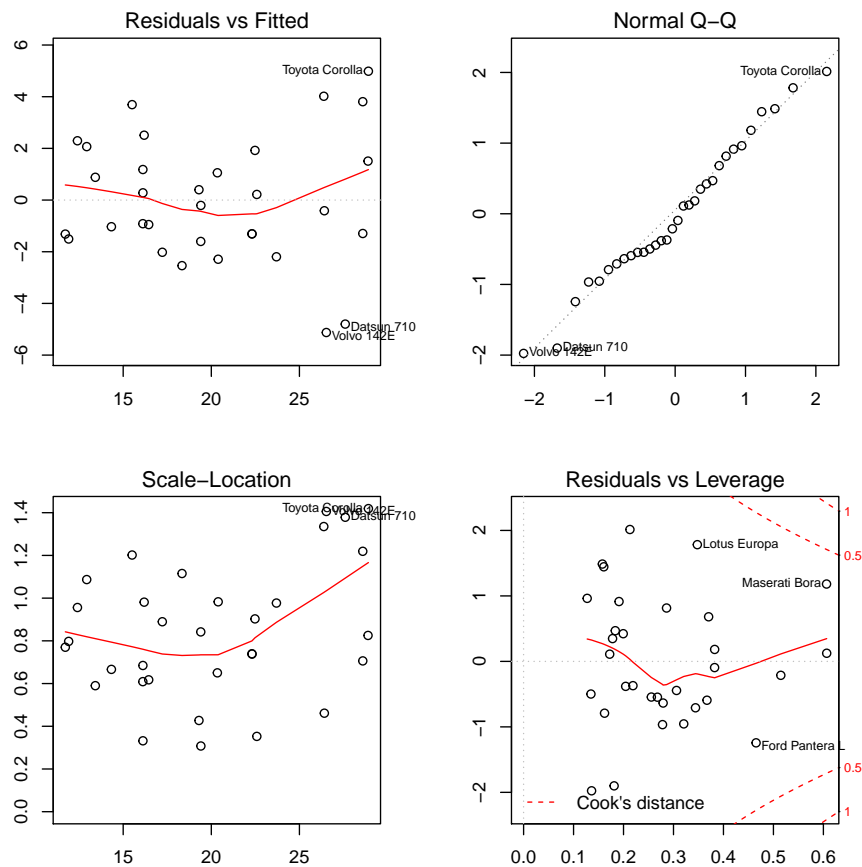 Residuals vs Fitted
6
4
2
0
−2
−4
−6
Toyota Corolla
Datsun 710
Volvo 142E
15 20 25
Normal Q−Q
2
1
0
−1
−2
Toyota Corolla
Datsun 710
Volvo 142E
−2 −1 0 1 2
Scale−Location
1.4
1.2
1.0
0.8
0.6
0.4
0.2
0.0
Toyota Corolla
Volvo 142E
Datsun 710
15 20 25
Residuals vs Leverage
2
1
0
−1
−2
1
0.5
Lotus Europa
Maserati Bora
Ford Pantera L
0.5
1
Cook's distance
0.0 0.1 0.2 0.3 0.4 0.5 0.6